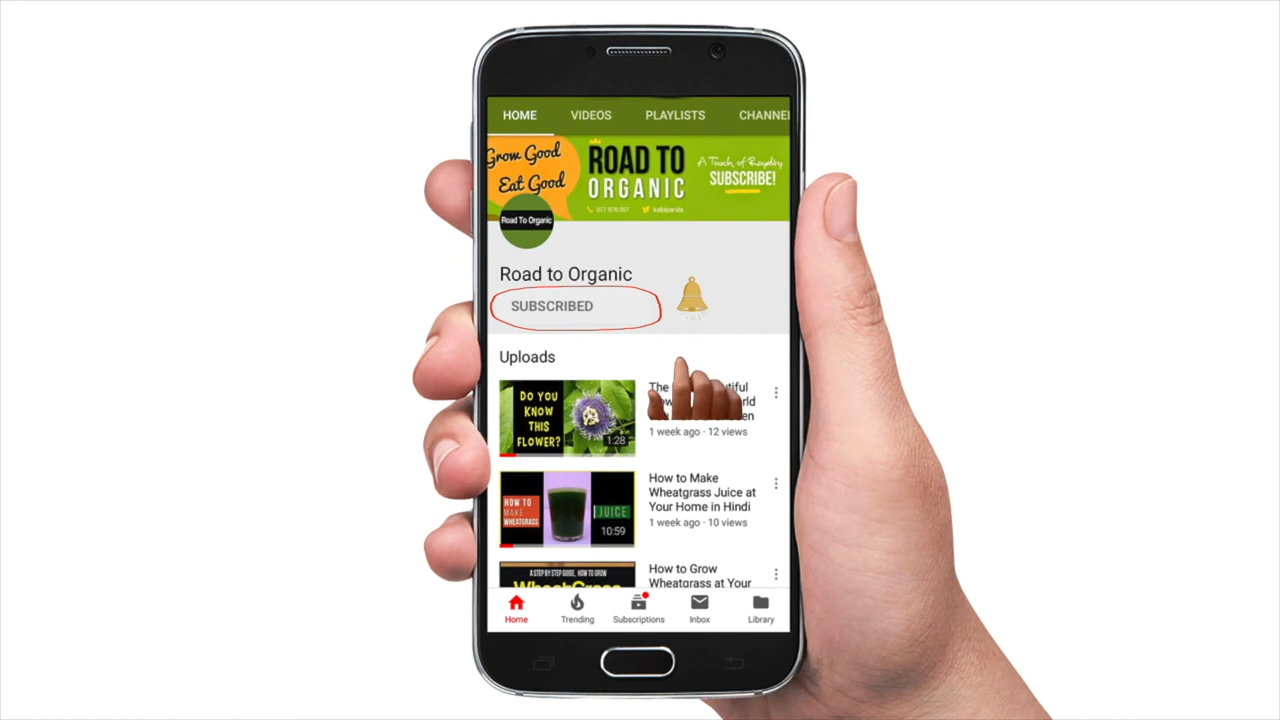 HOME VIDEOS PLAYLISTS CHANNEL
Grow Good
Eat Good
ROAD TO
ORGANIC
A Touch of Royality
SUBSCRIBE!
Road To Organic
Road to Organic
SUBSCRIBED
Uploads
DO YOU
KNOW
THIS
FLOWER?
1:28
The
1 week ago · 12 views
HOW TO
MAKE
WHEATGRASS
JUICE
10:59
How to Make
Wheatgrass Juice at
Your Home in Hindi
1 week ago · 10 views
A STEP BY STEP GUIDE, HOW TO GROW
WheatGrass
How to Grow
Wheatgrass at Your
Home Trending Subscriptions Inbox Library